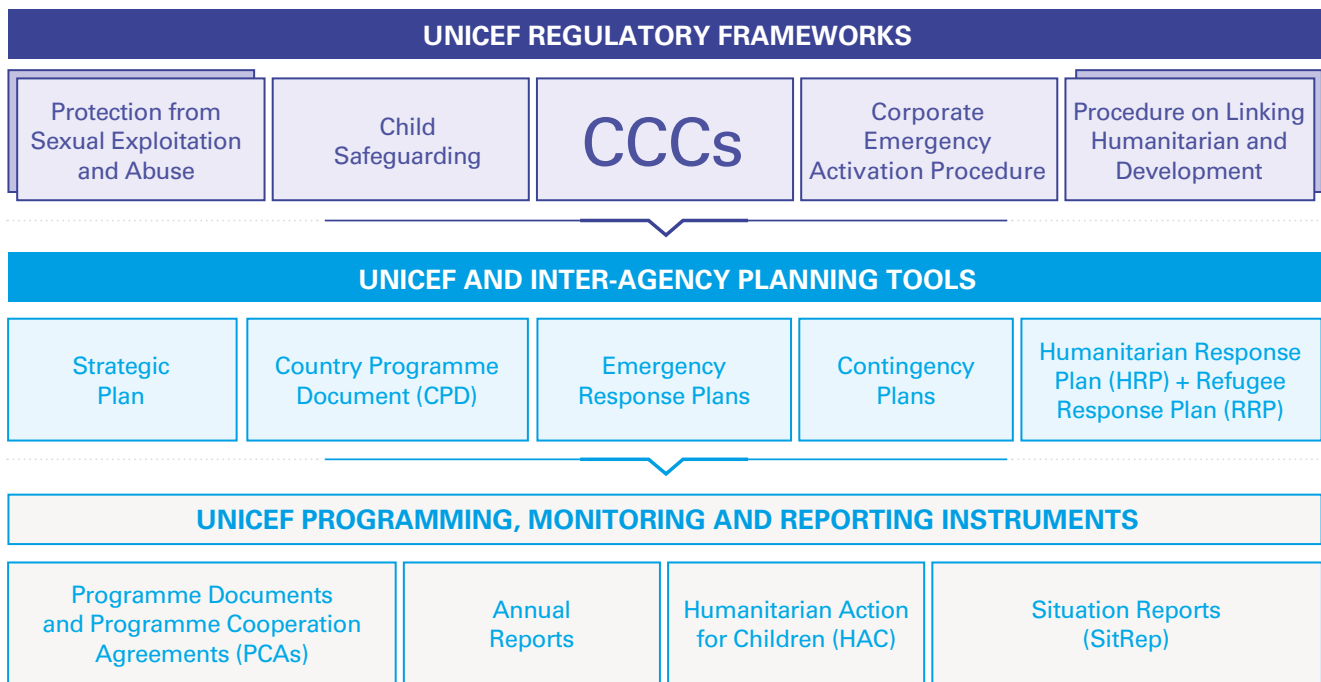 UNICEF REGULATORY FRAMEWORKS
Protection from
Sexual Exploitation
and Abuse
Child
Safeguarding
CCCs
Corporate
Emergency
Activation Procedure
Procedure on Linking
Humanitarian and
Development
UNICEF AND INTER-AGENCY PLANNING TOOLS
Strategic
Plan
Country Programme
Document (CPD)
Emergency
Response Plans
Contingency
Plans
Humanitarian Response
Plan (HRP) + Refugee
Response Plan (RRP)
UNICEF PROGRAMMING, MONITORING AND REPORTING INSTRUMENTS
Programme Documents
and Programme Cooperation
Agreements (PCAs)
Annual
Reports
Humanitarian Action
for Children (HAC)
Situation Reports
(SitRep)